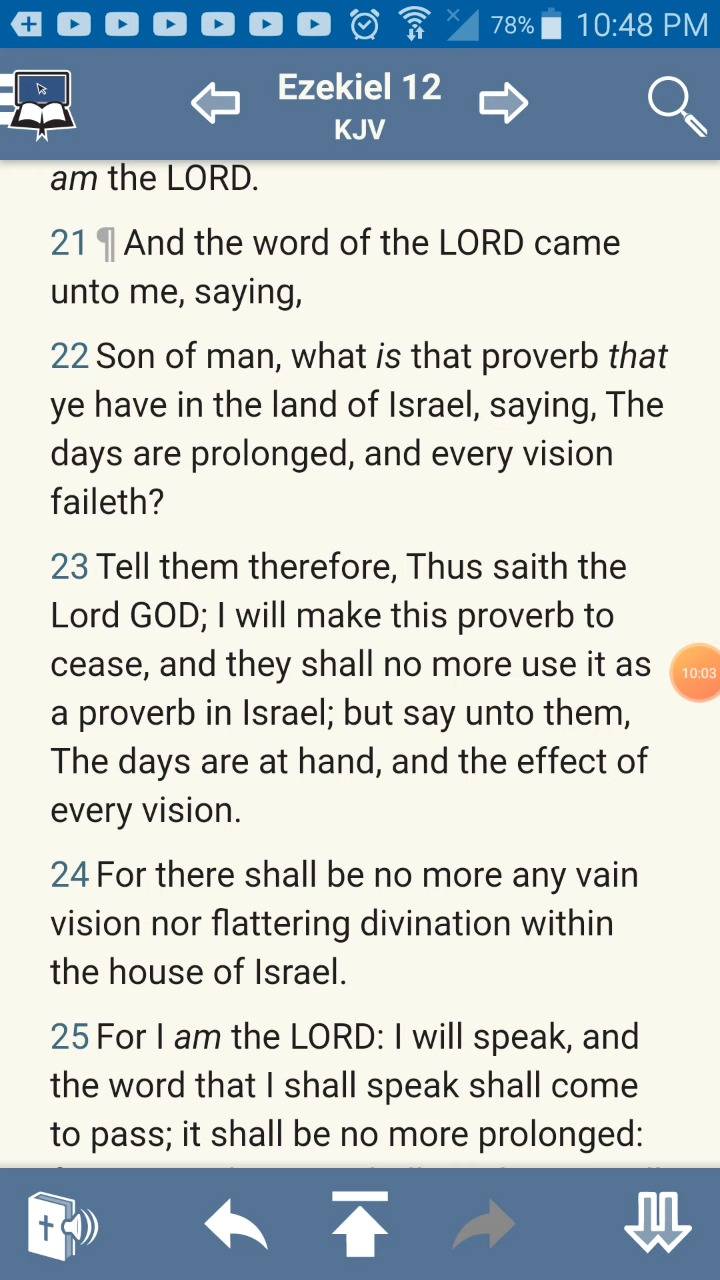 78% 10:48 PM
Ezekiel 12
KJV
am the LORD.
21 ¶ And the word of the LORD came
unto me, saying,
22 Son of man, what is that proverb that
ye have in the land of Israel, saying, The
days are prolonged, and every vision
faileth?
23 Tell them therefore, Thus saith the
Lord GOD; I will make this proverb to
cease, and they shall no more use it as
10:03
a proverb in Israel; but say unto them,
The days are at hand, and the effect of
every vision.
24 For there shall be no more any vain
vision nor flattering divination within
the house of Israel.
25 For I am the LORD: I will speak, and
the word that I shall speak shall come
to pass; it shall be no more prolonged: